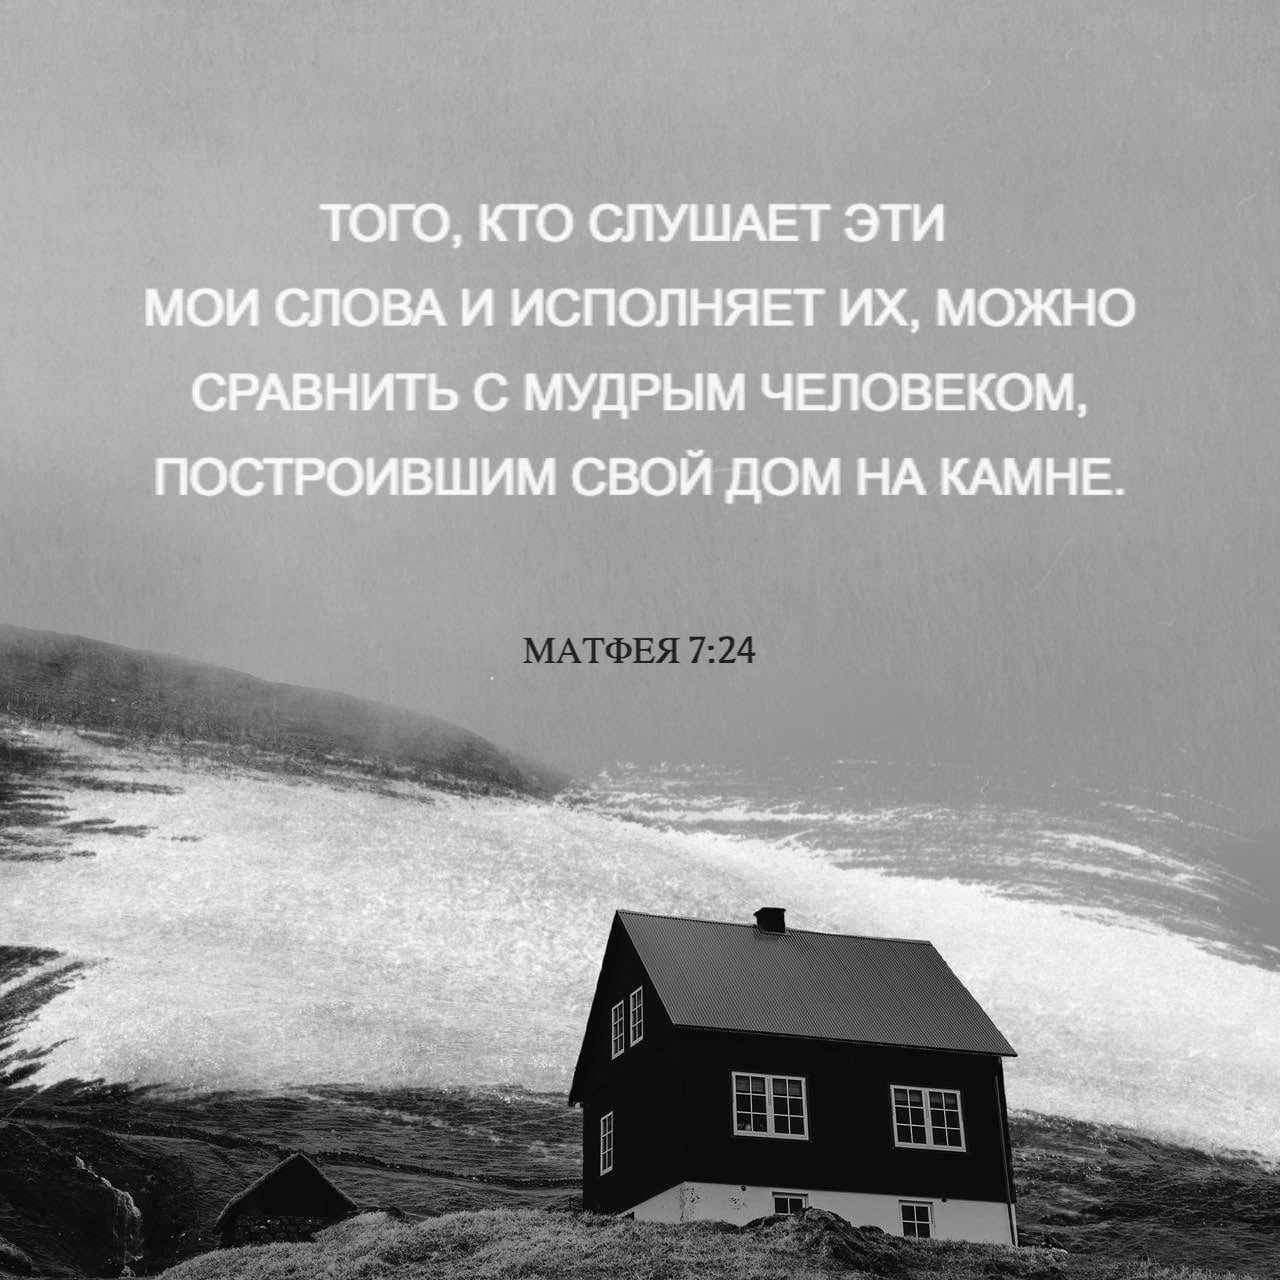 ТОГО, КТО СЛУШАЕТ ЭТИ
МОИ СЛОВА И ИСПОЛНЯЕТ ИХ, МОЖНО
СРАВНИТЬ С МУДРЫМ ЧЕЛОВЕКОМ,
ПОСТРОИВШИМ СВОЙ ДОМ НА КАМНЕ.
МАТФЕЯ 7:24